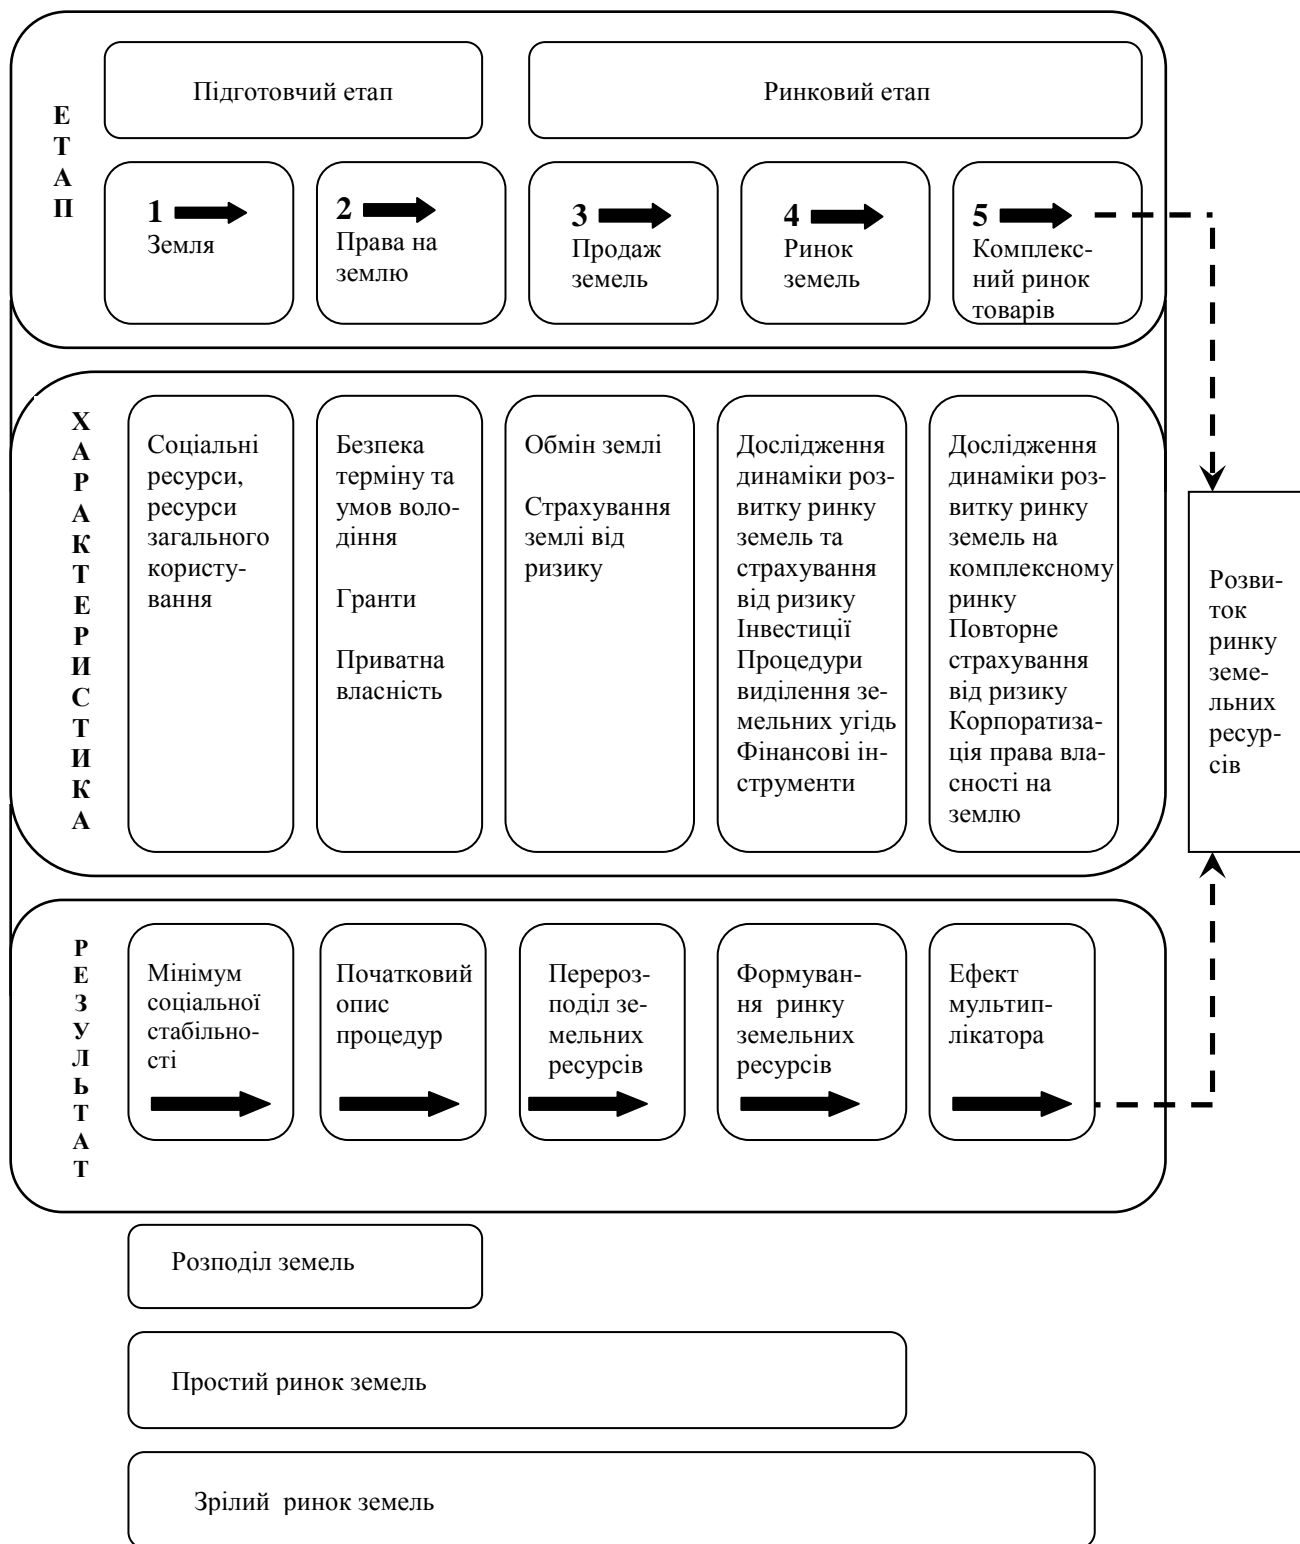 ЕТАП
Підготовчий етап
Ринковий етап
1
Земля
2
Права на
землю
3
Продаж
земель
4
Ринок
земель
5
Комплекс-
ний ринок
товарів
ХАРАКТЕРИСТИКА
Соціальні
ресурси,
ресурси
загального
користу-
вання
Безпека
терміну та
умов воло-
діння
Гранти
Приватна
власність
Обмін землі
Страхування
землі від
ризику
Дослідження
динаміки роз-
витку ринку
земель та
страхування
від ризику
Інвестиції
Процедури
виділення зе-
мельних угідь
Фінансові ін-
струменти
Дослідження
динаміки роз-
витку ринку
земель на
комплексному
ринку
Повторне
страхування
від ризику
Корпоратиза-
ція права вла-
сності на
землю
Розви-
ток
ринку
земе-
льних
ресур-
сів
РЕЗУЛЬТАТ
Мінімум
соціальної
стабільно-
сті
Початковий
опис
процедур
Перероз-
поділ зе-
мельних
ресурсів
Формуван-
ня ринку
земельних
ресурсів
Ефект
мультип-
лікатора
Розподіл земель
Простий ринок земель
Зрілий ринок земель